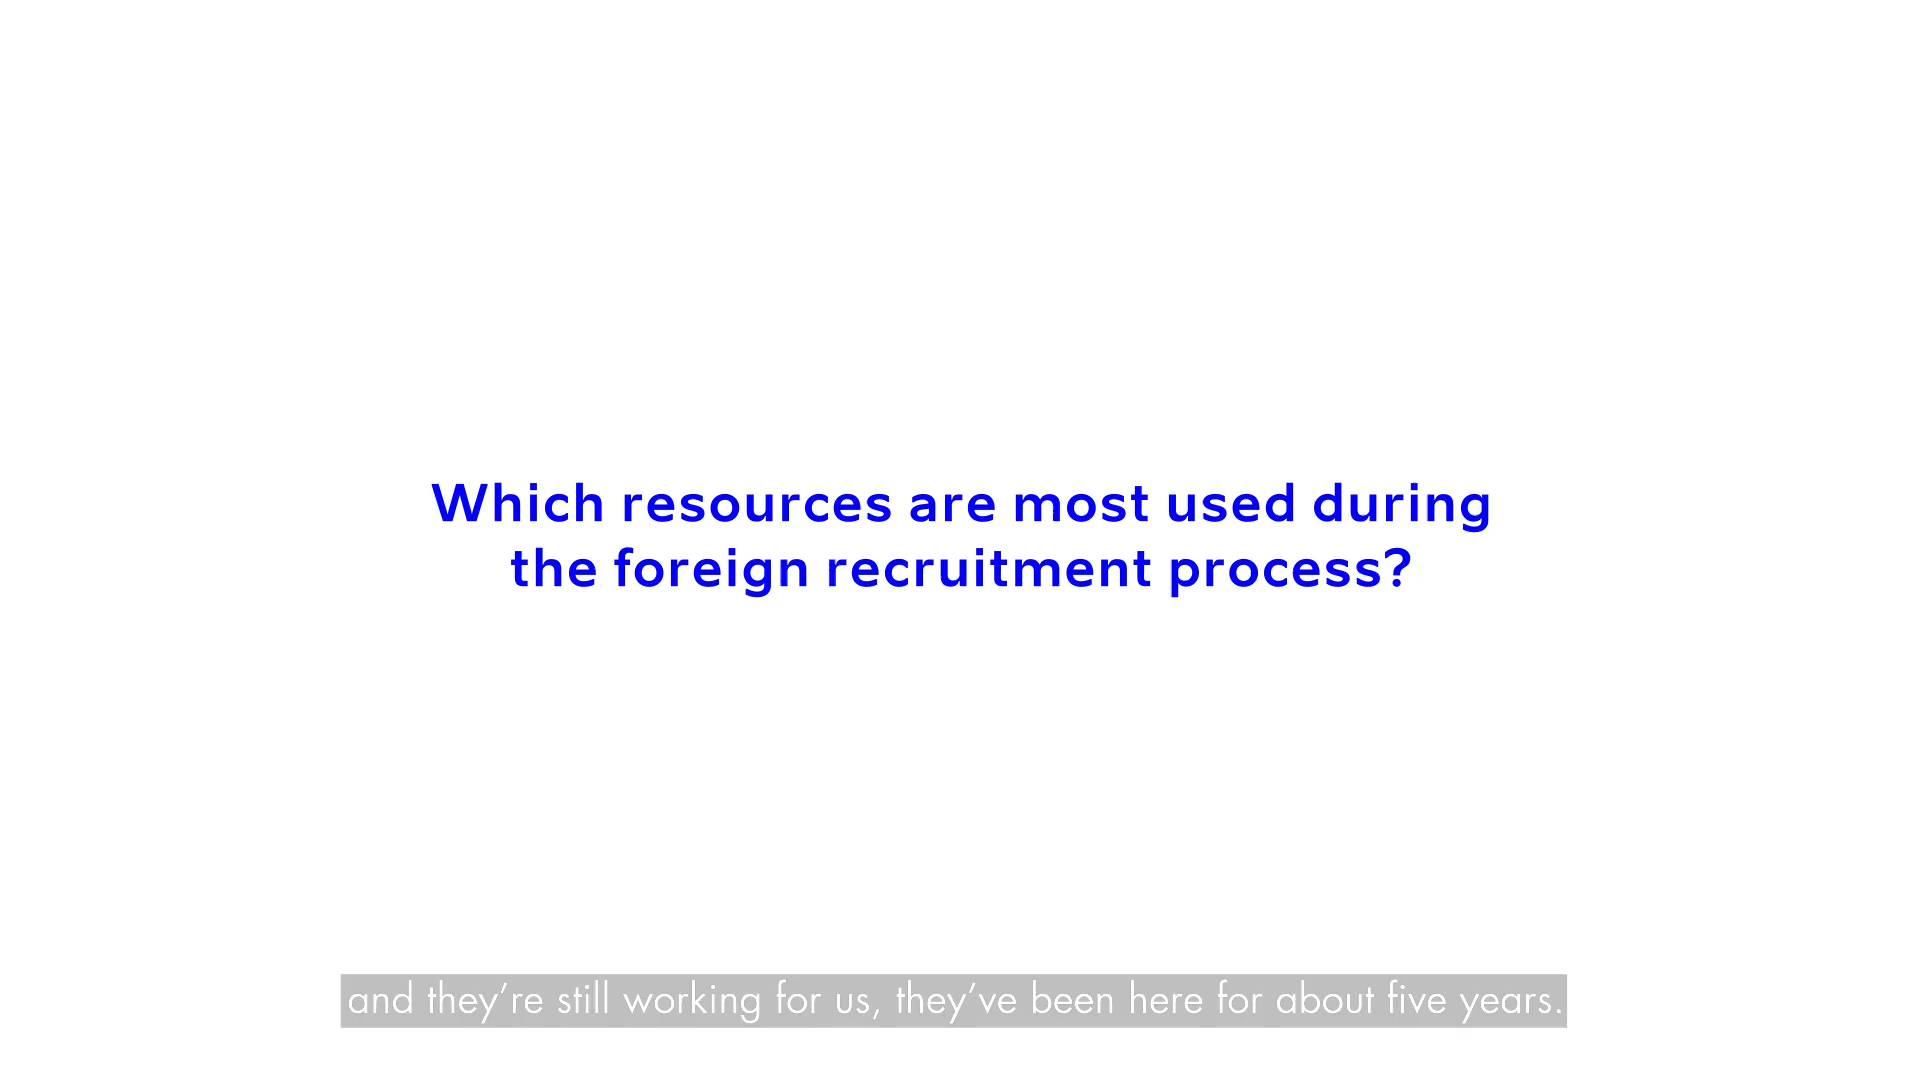 Which resources are most used during
the foreign recruitment process?
and they’re still working for us, they’ve been here for about five years.